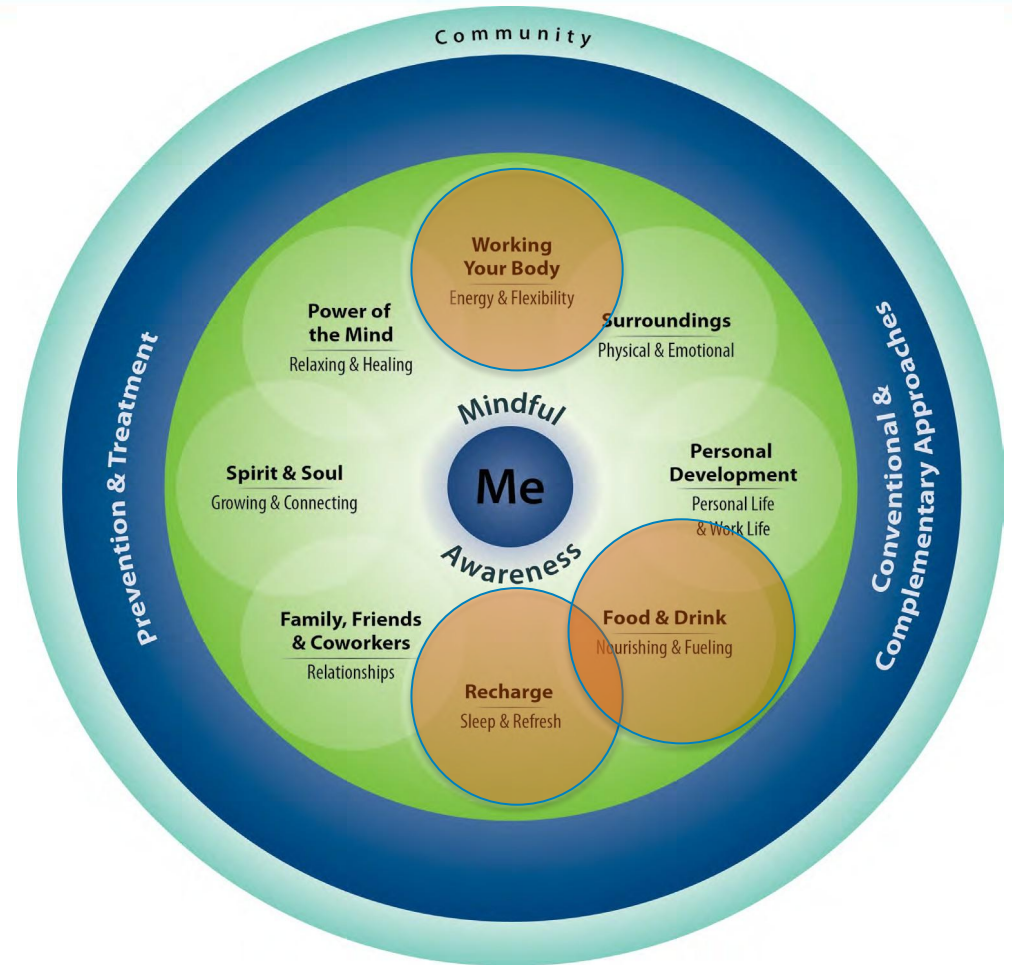 Community
Working
Your Body
Energy & Flexibility
Surroundings
Physical & Emotional
Power of
the Mind
Relaxing & Healing
Prevention & Treatment
Conventional &
Complementary Approaches
Mindful
Me
Awareness
Personal
Development
Personal Life
& Work Life
Spirit & Soul
Growing & Connecting
Food & Drink
Nourishing & Fueling
Family, Friends
& Coworkers
Relationships
Recharge
Sleep & Refresh